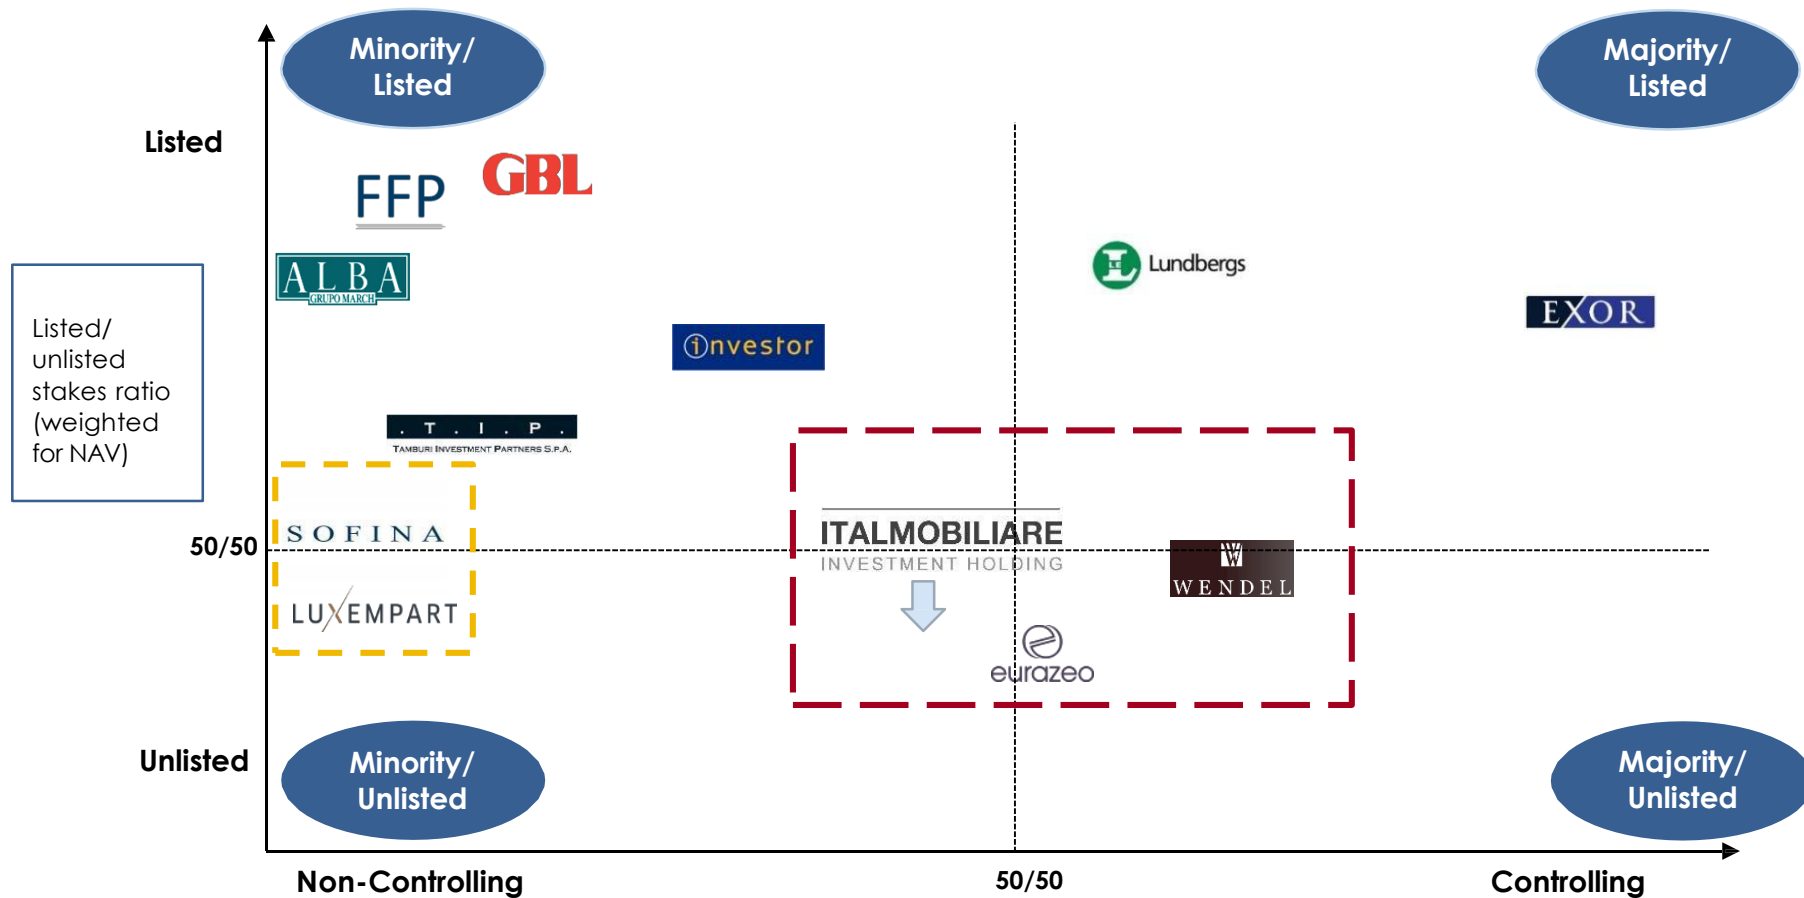 Minority/
Listed
Majority/
Listed
Listed
FFP
GBL
ALBA
GRUPO MARCH
LE
Lundbergs
EXOR
Listed/
unlisted
stakes ratio
(weighted
for NAV)
investor
. T . I . P .
TAMBURI INVESTMENT PARTNERS S.P.A.
SOFINA
50/50
ITALMOBILIARE
INVESTMENT HOLDING
W
WENDEL
LUXEMPART
eurazeo
Unlisted
Minority/
Unlisted
Majority/
Unlisted
Non-Controlling
50/50
Controlling